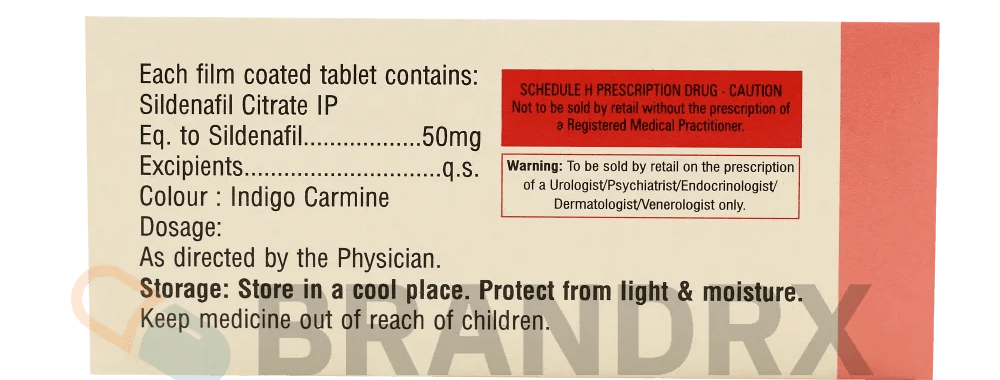 Each film coated tablet contains:
Sildenafil Citrate IP
Eq. to Sildenafil..................50mg
Excipients..............................q.s.
Colour : Indigo Carmine
Dosage:
As directed by the Physician.
Storage: Store in a cool place. Protect from light & moisture.
Keep medicine out of reach of children.
SCHEDULE H PRESCRIPTION DRUG - CAUTION
Not to be sold by retail without the prescription of
a Registered Medical Practitioner.
Warning: To be sold by retail on the prescription
of a Urologist/Psychiatrist/Endocrinologist/
Dermatologist/Venerologist only.
BRANDRX